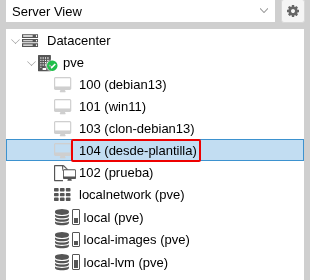 Server View
Datacenter
pve
100 (debian13)
101 (win11)
103 (clon-debian13)
104 (desde-plantilla)
102 (prueba)
localnetwork (pve)
local (pve)
local-images (pve)
local-lvm (pve)